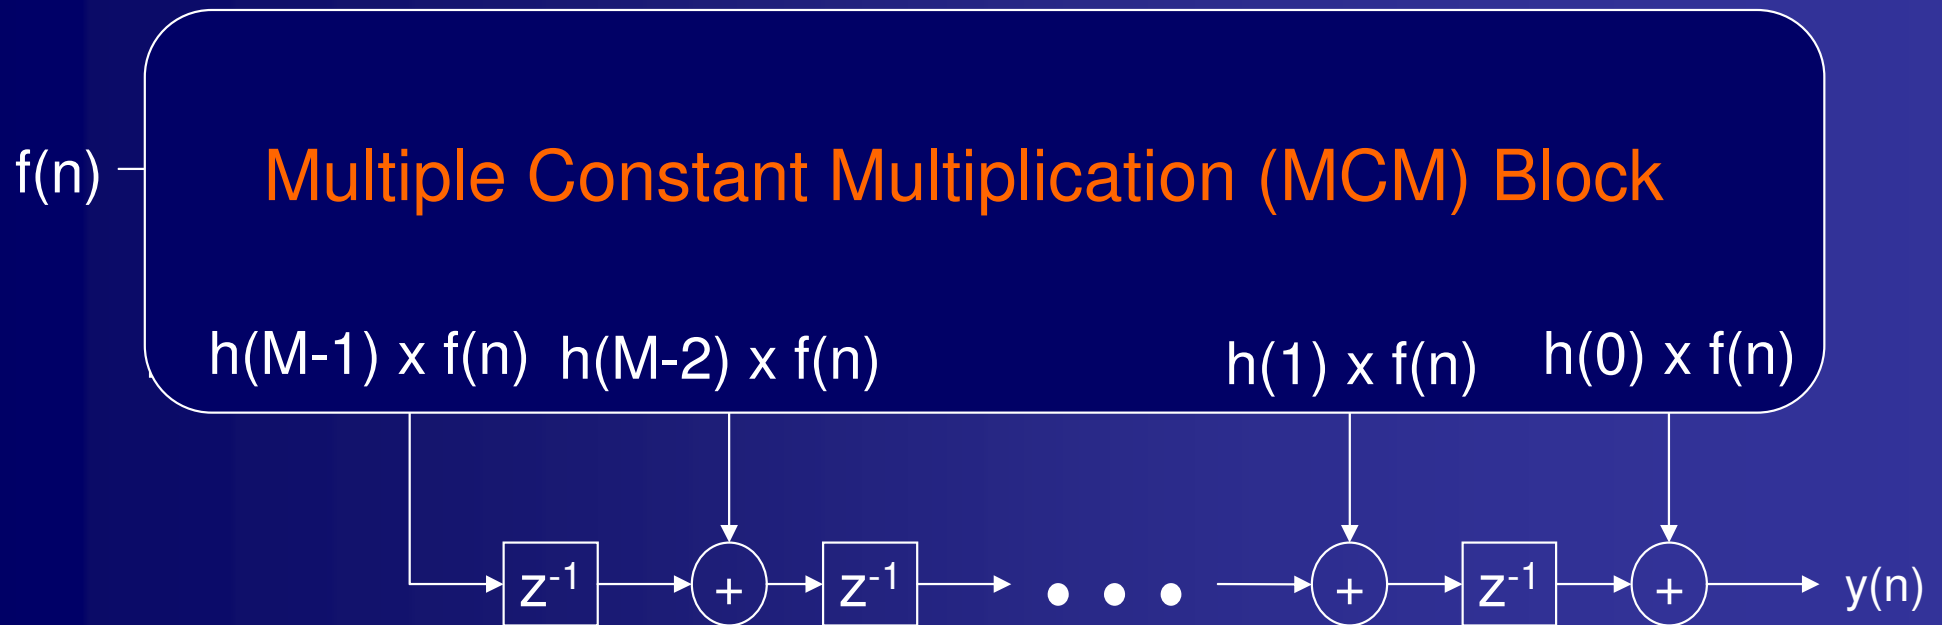 f(n)
Multiple Constant Multiplication (MCM) Block
h(M-1) x f(n) h(M-2) x f(n) h(1) x f(n) h(0) x f(n)
z-1 + z-1 • • • + z-1 + y(n)